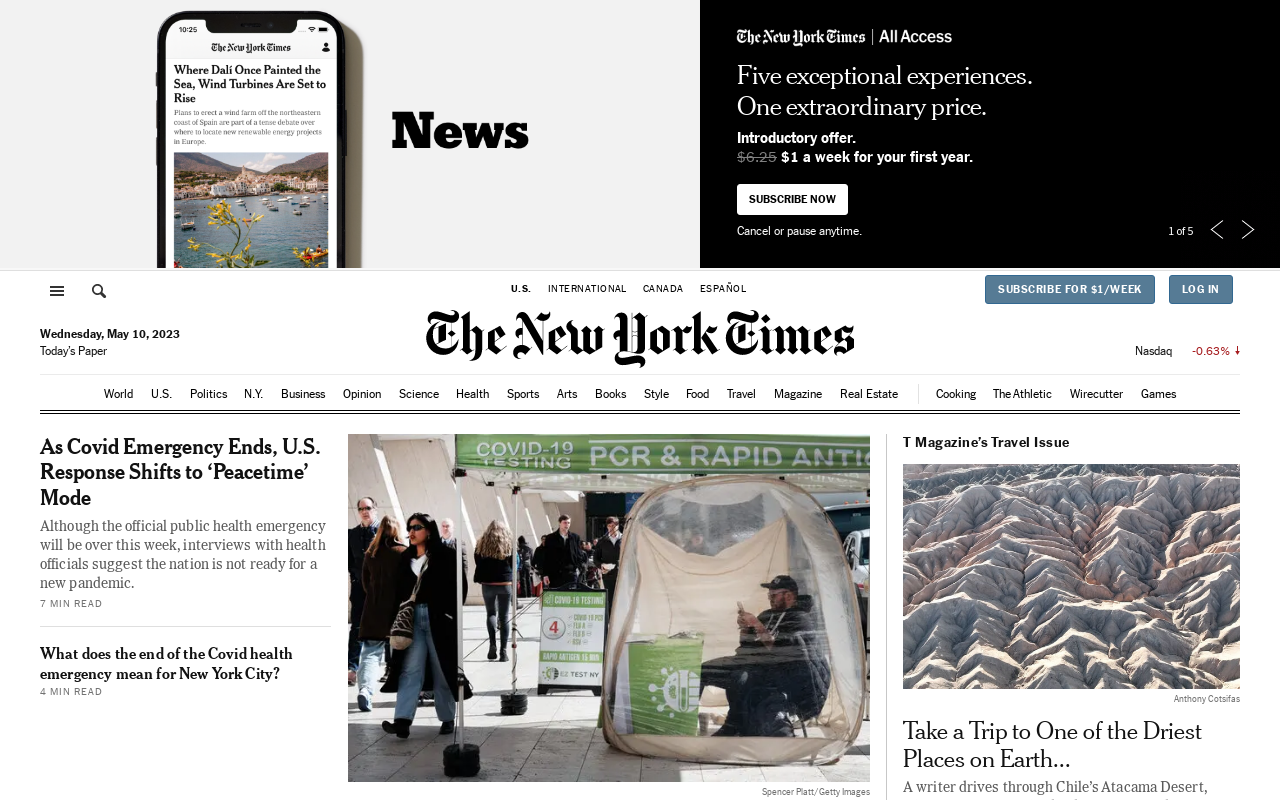 10:25
The New York Times
Where Dalí Once Painted the
Sea, Wind Turbines Are Set to
Rise
Plans to erect a wind farm off the northeastern
coast of Spain are part of a tense debate over
where to locate new renewable energy projects
in Europe.
News
The New York Times | All Access
Five exceptional experiences.
One extraordinary price.
Introductory offer.
$6.25 $1 a week for your first year.
SUBSCRIBE NOW
Cancel or pause anytime.
1 of 5
U.S. INTERNATIONAL CANADA ESPAÑOL
SUBSCRIBE FOR $1/WEEK
LOG IN
Wednesday, May 10, 2023
Today's Paper
The New York Times
Nasdaq -0.63%
World U.S. Politics N.Y. Business Opinion Science Health Sports Arts Books Style Food Travel Magazine Real Estate Cooking The Athletic Wirecutter Games
As Covid Emergency Ends, U.S.
Response Shifts to ‘Peacetime’
Mode
Although the official public health emergency
will be over this week, interviews with health
officials suggest the nation is not ready for a
new pandemic.
7 MIN READ
What does the end of the Covid health
emergency mean for New York City?
4 MIN READ
COVID-19
TESTING
PCR & RAPID ANTIG
COVID-19 TESTING
4
RAPID ANTIGEN 15 MIN
EZ TEST NY
Spencer Platt/Getty Images
T Magazine’s Travel Issue
Anthony Cotsifas
Take a Trip to One of the Driest
Places on Earth…
A writer drives through Chile’s Atacama Desert,